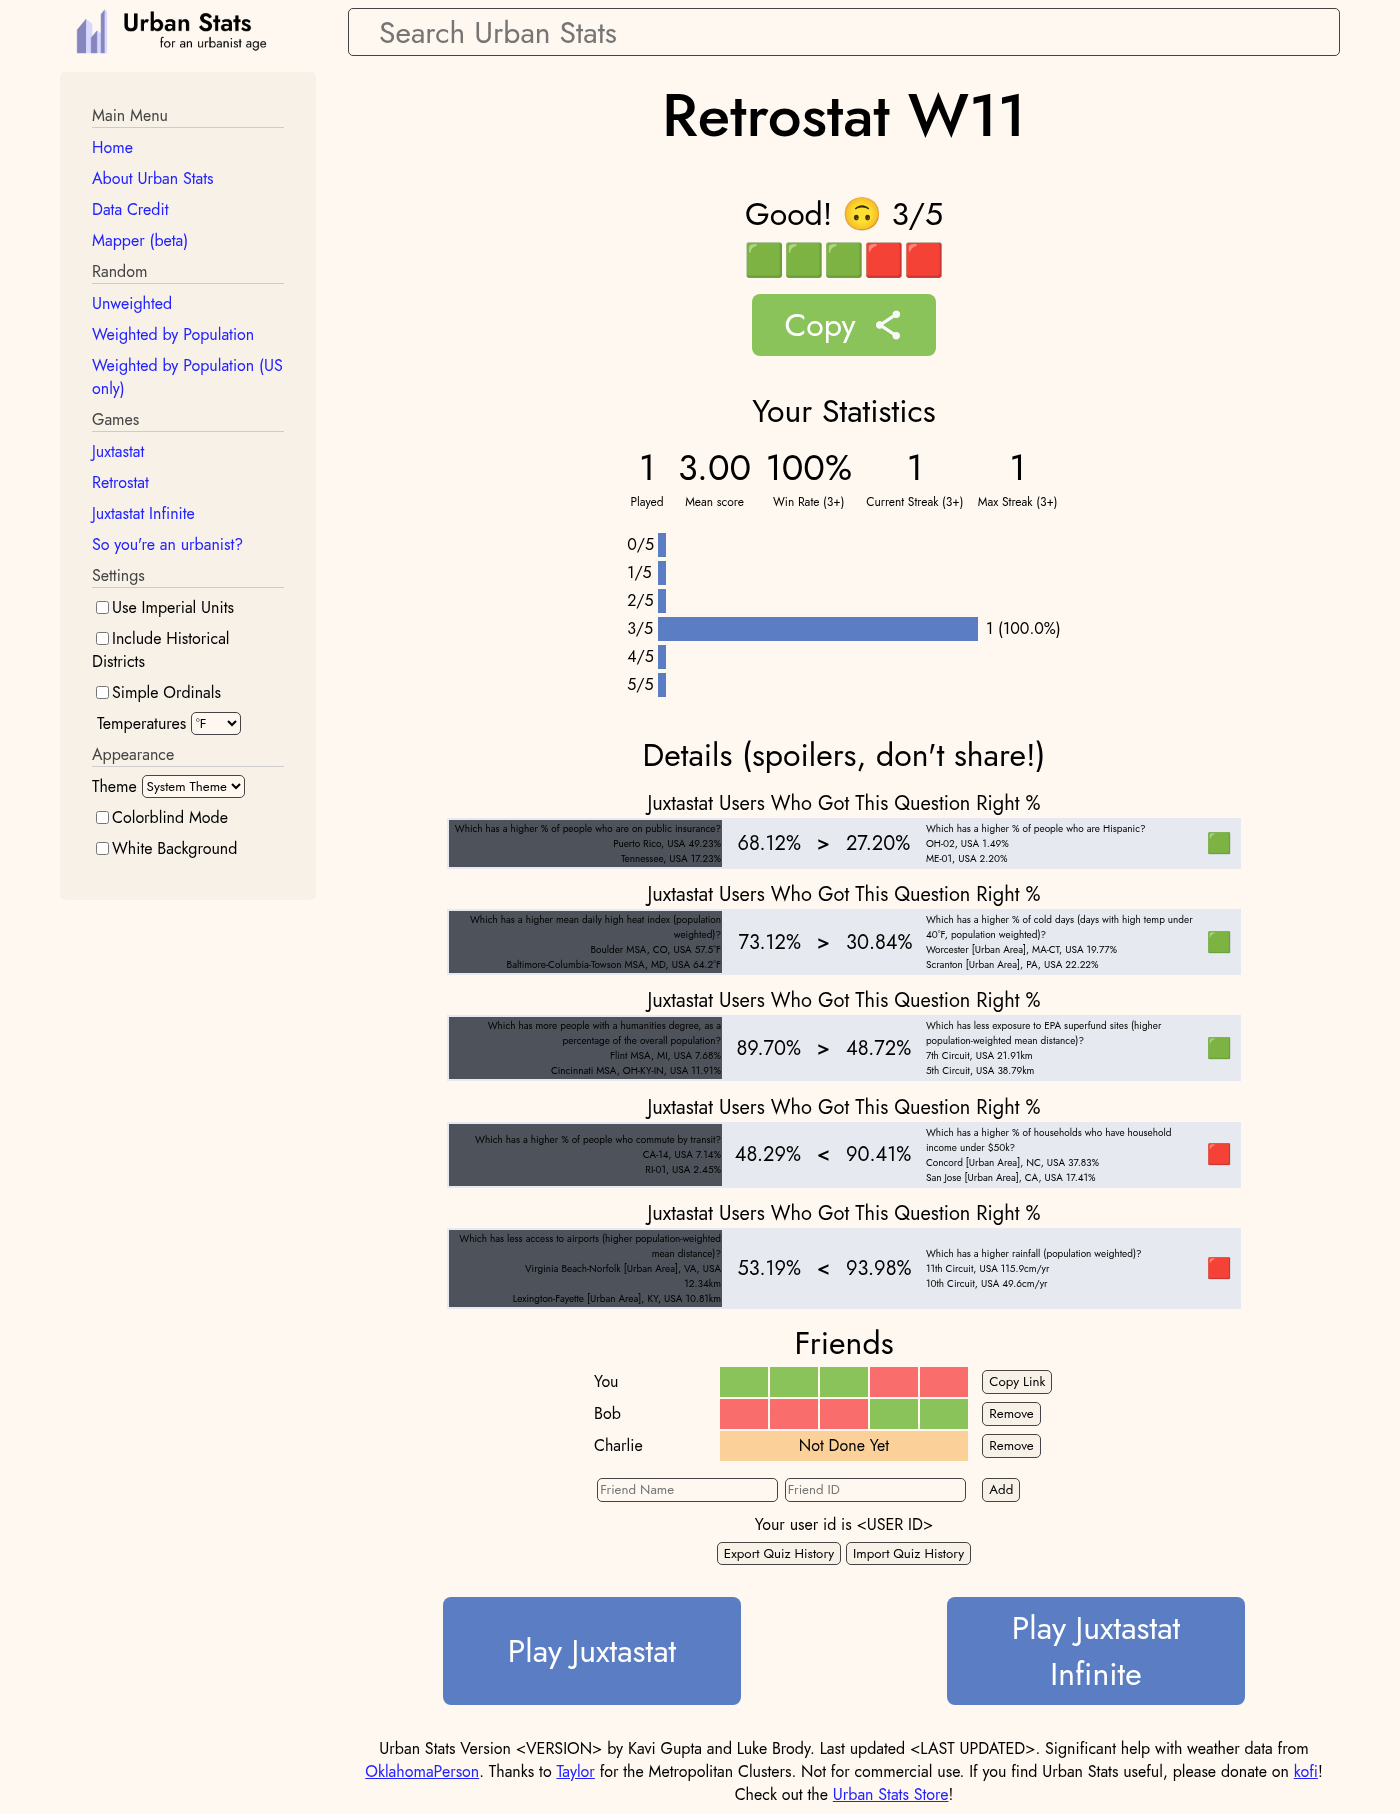 Urban Stats
for an urbanist age
Search Urban Stats
Main Menu
Home
About Urban Stats
Data Credit
Mapper (beta)
Random
Unweighted
Weighted by Population
Weighted by Population (US
only)
Games
Juxtastat
Retrostat
Juxtastat Infinite
So you're an urbanist?
Settings
Use Imperial Units
Include Historical
Districts
Simple Ordinals
Temperatures °F
Appearance
Theme System Theme
Colorblind Mode
White Background
Retrostat W11
Good! 🙃 3/5
🟩🟩🟩🟥🟥
Copy
Your Statistics
1 3.00 100% 1 1
Played Mean score Win Rate (3+) Current Streak (3+) Max Streak (3+)
0/5
1/5
2/5
3/5 1 (100.0%)
4/5
5/5
Details (spoilers, don't share!)
Juxtastat Users Who Got This Question Right %
Which has a higher % of people who are on public insurance?
Puerto Rico, USA 49.23%
Tennessee, USA 17.23%
68.12% > 27.20%
Which has a higher % of people who are Hispanic?
OH-02, USA 1.49%
ME-01, USA 2.20%
🟩
Juxtastat Users Who Got This Question Right %
Which has a higher mean daily high heat index (population
weighted)?
Boulder MSA, CO, USA 57.5°F
Baltimore-Columbia-Towson MSA, MD, USA 64.2°F
73.12% > 30.84%
Which has a higher % of cold days (days with high temp under
40°F, population weighted)?
Worcester [Urban Area], MA-CT, USA 19.77%
Scranton [Urban Area], PA, USA 22.22%
🟩
Juxtastat Users Who Got This Question Right %
Which has more people with a humanities degree, as a
percentage of the overall population?
Flint MSA, MI, USA 7.68%
Cincinnati MSA, OH-KY-IN, USA 11.91%
89.70% > 48.72%
Which has less exposure to EPA superfund sites (higher
population-weighted mean distance)?
7th Circuit, USA 21.91km
5th Circuit, USA 38.79km
🟩
Juxtastat Users Who Got This Question Right %
Which has a higher % of people who commute by transit?
CA-14, USA 7.14%
RI-01, USA 2.45%
48.29% < 90.41%
Which has a higher % of households who have household
income under $50k?
Concord [Urban Area], NC, USA 37.83%
San Jose [Urban Area], CA, USA 17.41%
🟥
Juxtastat Users Who Got This Question Right %
Which has less access to airports (higher population-weighted
mean distance)?
Virginia Beach-Norfolk [Urban Area], VA, USA
12.34km
Lexington-Fayette [Urban Area], KY, USA 10.81km
53.19% < 93.98%
Which has a higher rainfall (population weighted)?
11th Circuit, USA 115.9cm/yr
10th Circuit, USA 49.6cm/yr
🟥
Friends
You Copy Link
Bob Remove
Charlie Not Done Yet Remove
Friend Name Friend ID Add
Your user id is <USER ID>
Export Quiz History Import Quiz History
Play Juxtastat
Play Juxtastat
Infinite
Urban Stats Version <VERSION> by Kavi Gupta and Luke Brody. Last updated <LAST UPDATED>. Significant help with weather data from
OklahomaPerson. Thanks to Taylor for the Metropolitan Clusters. Not for commercial use. If you find Urban Stats useful, please donate on kofi!
Check out the Urban Stats Store!